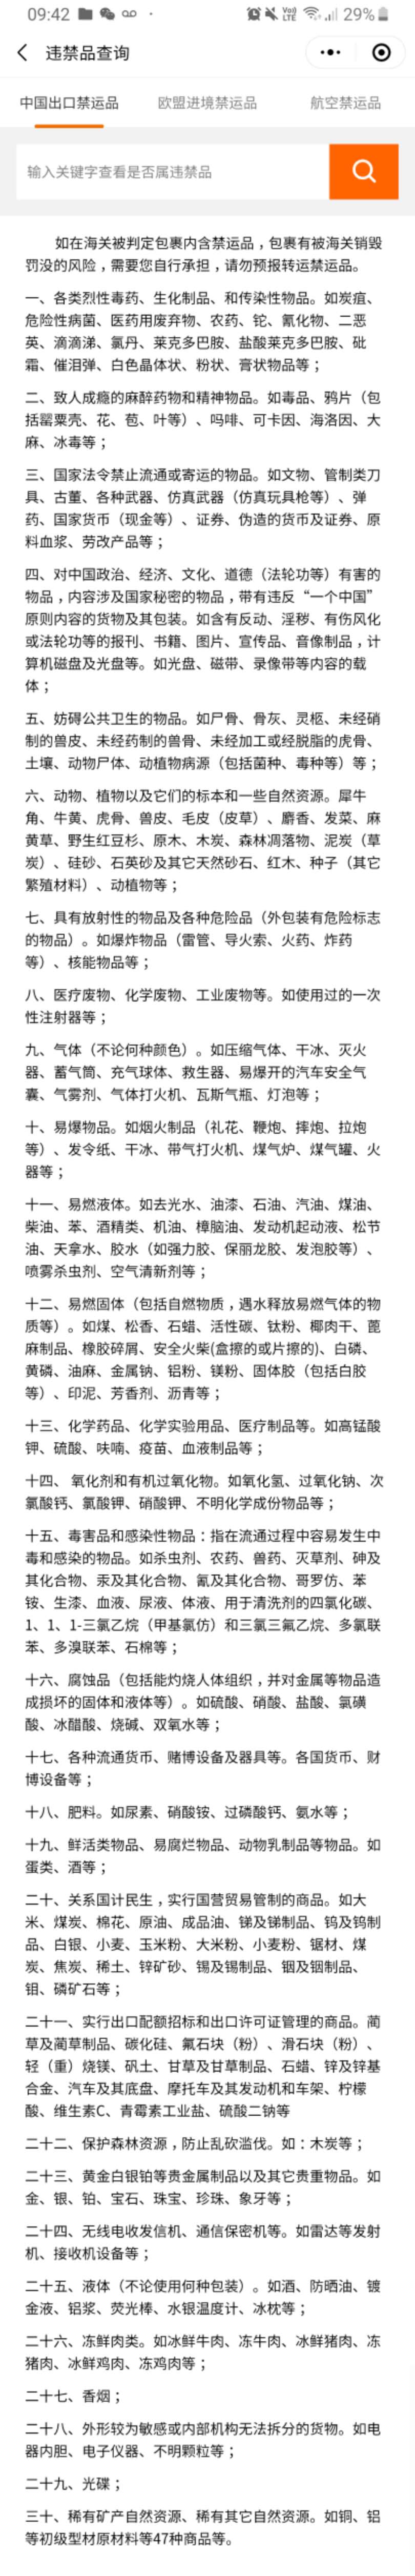 09:42
29%
违禁品查询
中国出口禁运品 欧盟进境禁运品 航空禁运品
输入关键字查看是否属违禁品
如在海关被判定包裹内含禁运品，包裹有被海关销毁
罚没的风险，需要您自行承担，请勿预报转运禁运品。
一、各类烈性毒药、生化制品、和传染性物品。如炭疽、
危险性病菌、医药用废弃物、农药、铊、氰化物、二恶
英、滴滴涕、氯丹、莱克多巴胺、盐酸莱克多巴胺、砒
霜、催泪弹、白色晶体状、粉状、膏状物品等；
二、致人成瘾的麻醉药物和精神物品。如毒品、鸦片（包
括罂粟壳、花、苞、叶等）、吗啡、可卡因、海洛因、大
麻、冰毒等；
三、国家法令禁止流通或寄运的物品。如文物、管制类刀
具、古董、各种武器、仿真武器（仿真玩具枪等）、弹
药、国家货币（现金等）、证券、伪造的货币及证券、原
料血浆、劳改产品等；
四、对中国政治、经济、文化、道德（法轮功等）有害的
物品，内容涉及国家秘密的物品，带有违反“一个中国”
原则内容的货物及其包装。如含有反动、淫秽、有伤风化
或法轮功等的报刊、书籍、图片、宣传品、音像制品，计
算机磁盘及光盘等。如光盘、磁带、录像带等内容的载
体；
五、妨碍公共卫生的物品。如尸骨、骨灰、灵柩、未经硝
制的兽皮、未经药制的兽骨、未经加工或经脱脂的虎骨、
土壤、动物尸体、动植物病源（包括菌种、毒种等）等；
六、动物、植物以及它们的标本和一些自然资源。犀牛
角、牛黄、虎骨、兽皮、毛皮（皮草）、麝香、发菜、麻
黄草、野生红豆杉、原木、木炭、森林凋落物、泥炭（草
炭）、硅砂、石英砂及其它天然砂石、红木、种子（其它
繁殖材料）、动植物等；
七、具有放射性的物品及各种危险品（外包装有危险标志
的物品）。如爆炸物品（雷管、导火索、火药、炸药
等）、核能物品等；
八、医疗废物、化学废物、工业废物等。如使用过的一次
性注射器等；
九、气体（不论何种颜色）。如压缩气体、干冰、灭火
器、蓄气筒、充气球体、救生器、易爆开的汽车安全气
囊、气雾剂、气体打火机、瓦斯气瓶、灯泡等；
十、易爆物品。如烟火制品（礼花、鞭炮、摔炮、拉炮
等）、发令纸、干冰、带气打火机、煤气炉、煤气罐、火
器等；
十一、易燃液体。如去光水、油漆、石油、汽油、煤油、
柴油、苯、酒精类、机油、樟脑油、发动机起动液、松节
油、天拿水、胶水（如强力胶、保丽龙胶、发泡胶等）、
喷雾杀虫剂、空气清新剂等；
十二、易燃固体（包括自燃物质，遇水释放易燃气体的物
质等）。如煤、松香、石蜡、活性碳、钛粉、椰肉干、蓖
麻制品、橡胶碎屑、安全火柴(盒擦的或片擦的)、白磷、
黄磷、油麻、金属钠、铝粉、镁粉、固体胶（包括白胶
等）、印泥、芳香剂、沥青等；
十三、化学药品、化学实验用品、医疗制品等。如高锰酸
钾、硫酸、呋喃、疫苗、血液制品等；
十四、 氧化剂和有机过氧化物。如氧化氢、过氧化钠、次
氯酸钙、氯酸钾、硝酸钾、不明化学成份物品等；
十五、毒害品和感染性物品：指在流通过程中容易发生中
毒和感染的物品。如杀虫剂、农药、兽药、灭草剂、砷及
其化合物、汞及其化合物、氰及其化合物、哥罗仿、苯
铵、生漆、血液、尿液、体液、用于清洗剂的四氯化碳、
1、1、1-三氯乙烷（甲基氯仿）和三氯三氟乙烷、多氯联
苯、多溴联苯、石棉等；
十六、腐蚀品（包括能灼烧人体组织，并对金属等物品造
成损坏的固体和液体等）。如硫酸、硝酸、盐酸、氯磺
酸、冰醋酸、烧碱、双氧水等；
十七、各种流通货币、赌博设备及器具等。各国货币、财
博设备等；
十八、肥料。如尿素、硝酸铵、过磷酸钙、氨水等；
十九、鲜活类物品、易腐烂物品、动物乳制品等物品。如
蛋类、酒等；
二十、关系国计民生，实行国营贸易管制的商品。如大
米、煤炭、棉花、原油、成品油、锑及锑制品、钨及钨制
品、白银、小麦、玉米粉、大米粉、小麦粉、锯材、煤
炭、焦炭、稀土、锌矿砂、锡及锡制品、铟及铟制品、
钼、磷矿石等；
二十一、实行出口配额招标和出口许可证管理的商品。蔺
草及蔺草制品、碳化硅、氟石块（粉）、滑石块（粉）、
轻（重）烧镁、矾土、甘草及甘草制品、石蜡、锌及锌基
合金、汽车及其底盘、摩托车及其发动机和车架、柠檬
酸、维生素C、青霉素工业盐、硫酸二钠等
二十二、保护森林资源，防止乱砍滥伐。如：木炭等；
二十三、黄金白银铂等贵金属制品以及其它贵重物品。如
金、银、铂、宝石、珠宝、珍珠、象牙等；
二十四、无线电收发信机、通信保密机等。如雷达等发射
机、接收机设备等；
二十五、液体（不论使用何种包装）。如酒、防晒油、镀
金液、铝浆、荧光棒、水银温度计、冰枕等；
二十六、冻鲜肉类。如冰鲜牛肉、冻牛肉、冰鲜猪肉、冻
猪肉、冰鲜鸡肉、冻鸡肉等；
二十七、香烟；
二十八、外形较为敏感或内部机构无法拆分的货物。如电
器内胆、电子仪器、不明颗粒等；
二十九、光碟；
三十、稀有矿产自然资源、稀有其它自然资源。如铜、铝
等初级型材原材料等47种商品等。